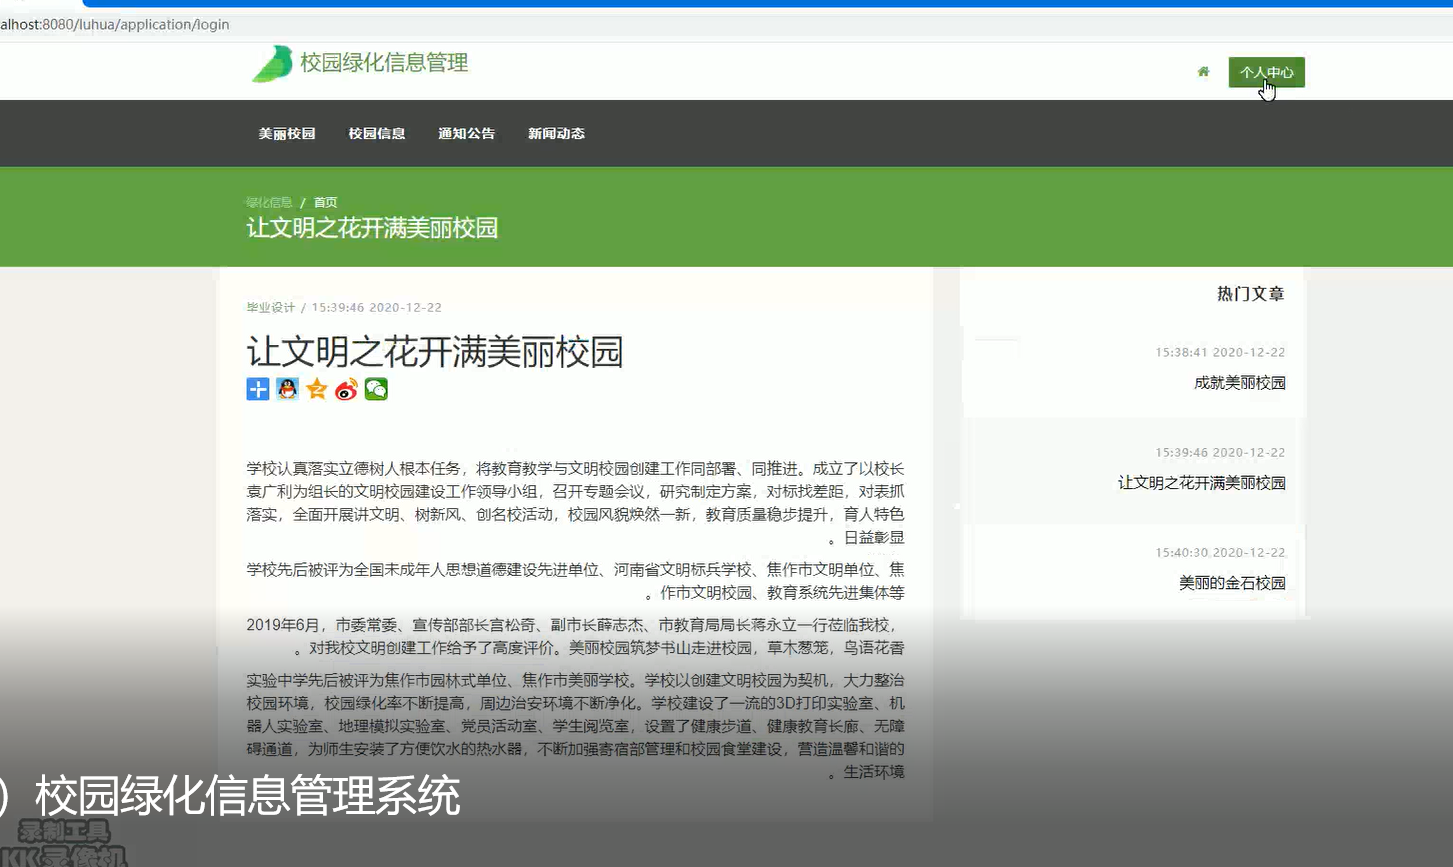 alhost:8080/luhua/application/login
校园绿化信息管理
个人中心
美丽校园 校园信息 通知公告 新闻动态
绿化信息 / 首页
让文明之花开满美丽校园
毕业设计 / 15:39:46 2020-12-22
让文明之花开满美丽校园
学校认真落实立德树人根本任务，将教育教学与文明校园创建工作同部署、同推进。成立了以校长
袁广利为组长的文明校园建设工作领导小组，召开专题会议，研究制定方案，对标找差距，对表抓
落实，全面开展讲文明、树新风、创名校活动，校园风貌焕然一新，教育质量稳步提升，育人特色
。日益彰显
学校先后被评为全国未成年人思想道德建设先进单位、河南省文明标兵学校、焦作市文明单位、焦
。作市文明校园、教育系统先进集体等
2019年6月，市委常委、宣传部部长宫松奇、副市长薛志杰、市教育局局长蒋永立一行莅临我校，
。对我校文明创建工作给予了高度评价。美丽校园筑梦书山走进校园，草木葱笼，鸟语花香
实验中学先后被评为焦作市园林式单位、焦作市美丽学校。学校以创建文明校园为契机，大力整治
校园环境，校园绿化率不断提高，周边治安环境不断净化。学校建设了一流的3D打印实验室、机
器人实验室、地理模拟实验室、党员活动室、学生阅览室，设置了健康步道、健康教育长廊、无障
碍通道，为师生安装了方便饮水的热水器，不断加强寄宿部管理和校园食堂建设，营造温馨和谐的
。生活环境
热门文章
15:38:41 2020-12-22
成就美丽校园
15:39:46 2020-12-22
让文明之花开满美丽校园
15:40:30 2020-12-22
美丽的金石校园
）校园绿化信息管理系统
录制工具
KK录像机